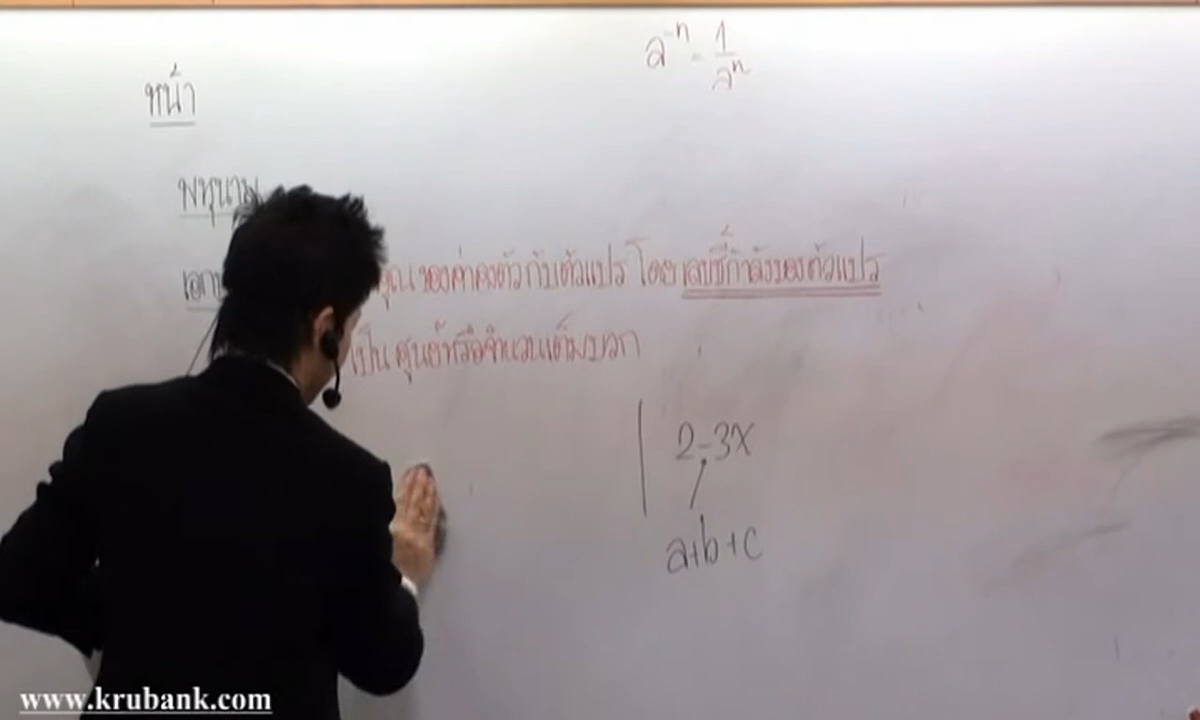 a⁻ⁿ = 1/aⁿ
หน้า
พหุนาม
เอก
คูณ ของค่าคงตัวกับตัวแปร โดย เลขชี้กำลังของตัวแปร
เป็น ศูนย์หรือจำนวนเต็มบวก
2-3x
a+b+c
www.krubank.com